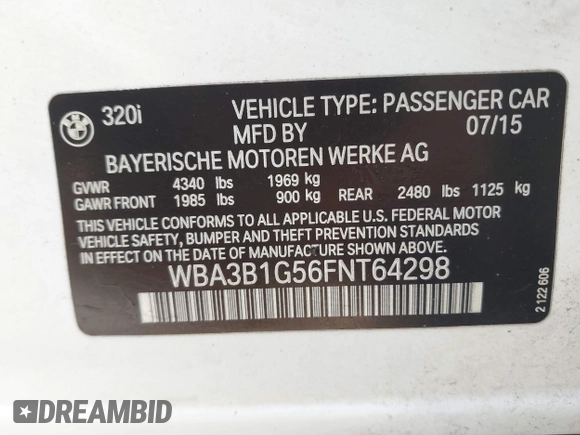 BMW
320i VEHICLE TYPE: PASSENGER CAR
MFD BY 07/15
BAYERISCHE MOTOREN WERKE AG
GVWR 4340 lbs 1969 kg
GAWR FRONT 1985 lbs 900 kg REAR 2480 lbs 1125 kg
THIS VEHICLE CONFORMS TO ALL APPLICABLE U.S. FEDERAL MOTOR
VEHICLE SAFETY, BUMPER AND THEFT PREVENTION STANDARDS IN
EFFECT ON THE DATE OF MANUFACTURE SHOWN ABOVE.
WBA3B1G56FNT64298
2 122 606
DREAMBID